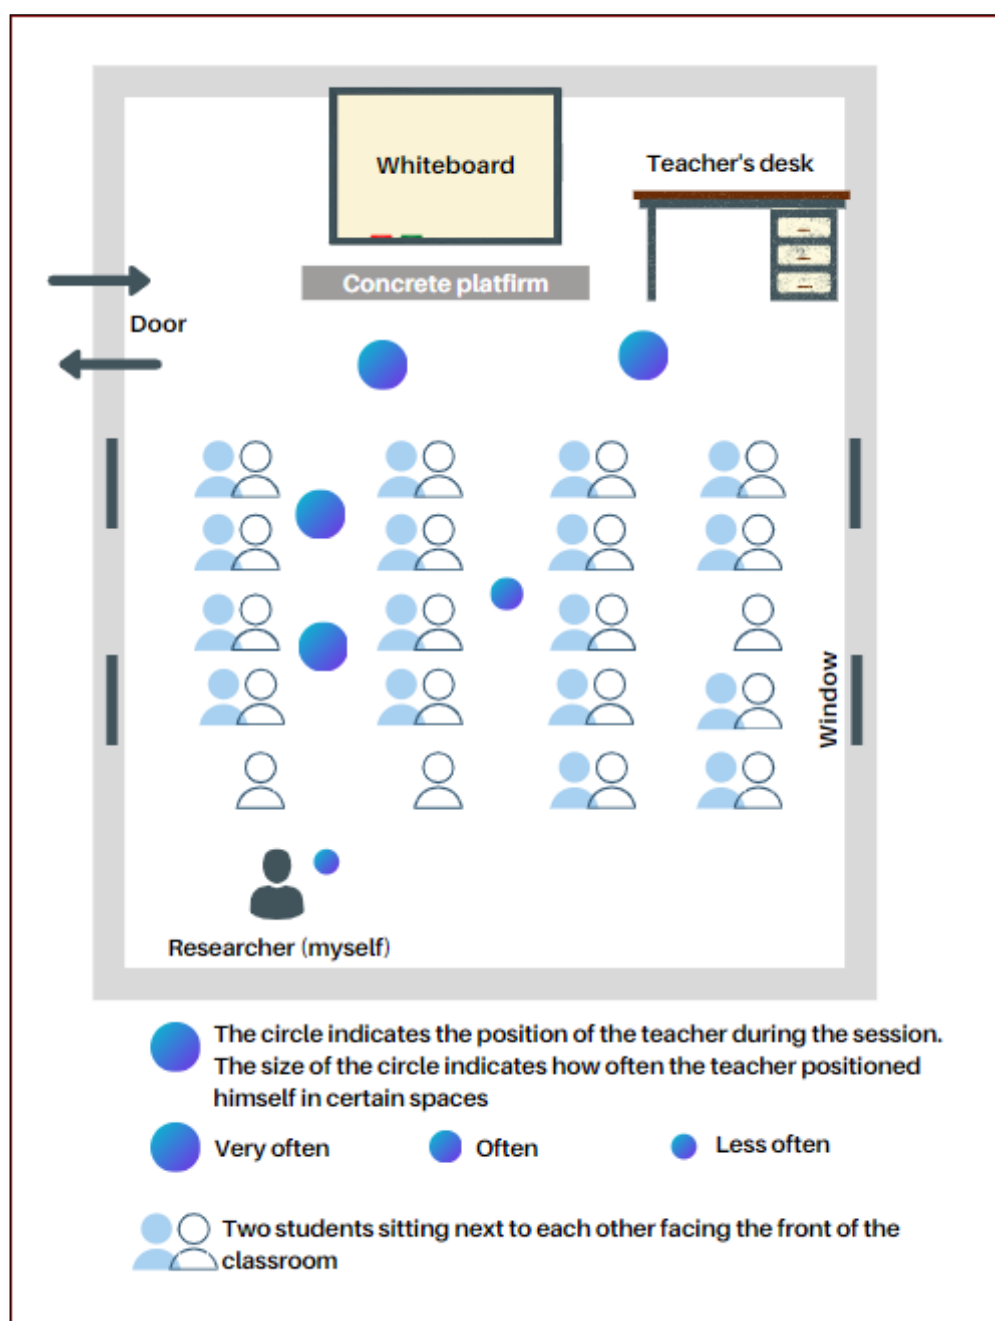 Whiteboard
Teacher's desk
Concrete platfirm
Door
Window
Researcher (myself)
The circle indicates the position of the teacher during the session.
The size of the circle indicates how often the teacher positioned
himself in certain spaces
Very often
Often
Less often
Two students sitting next to each other facing the front of the
classroom